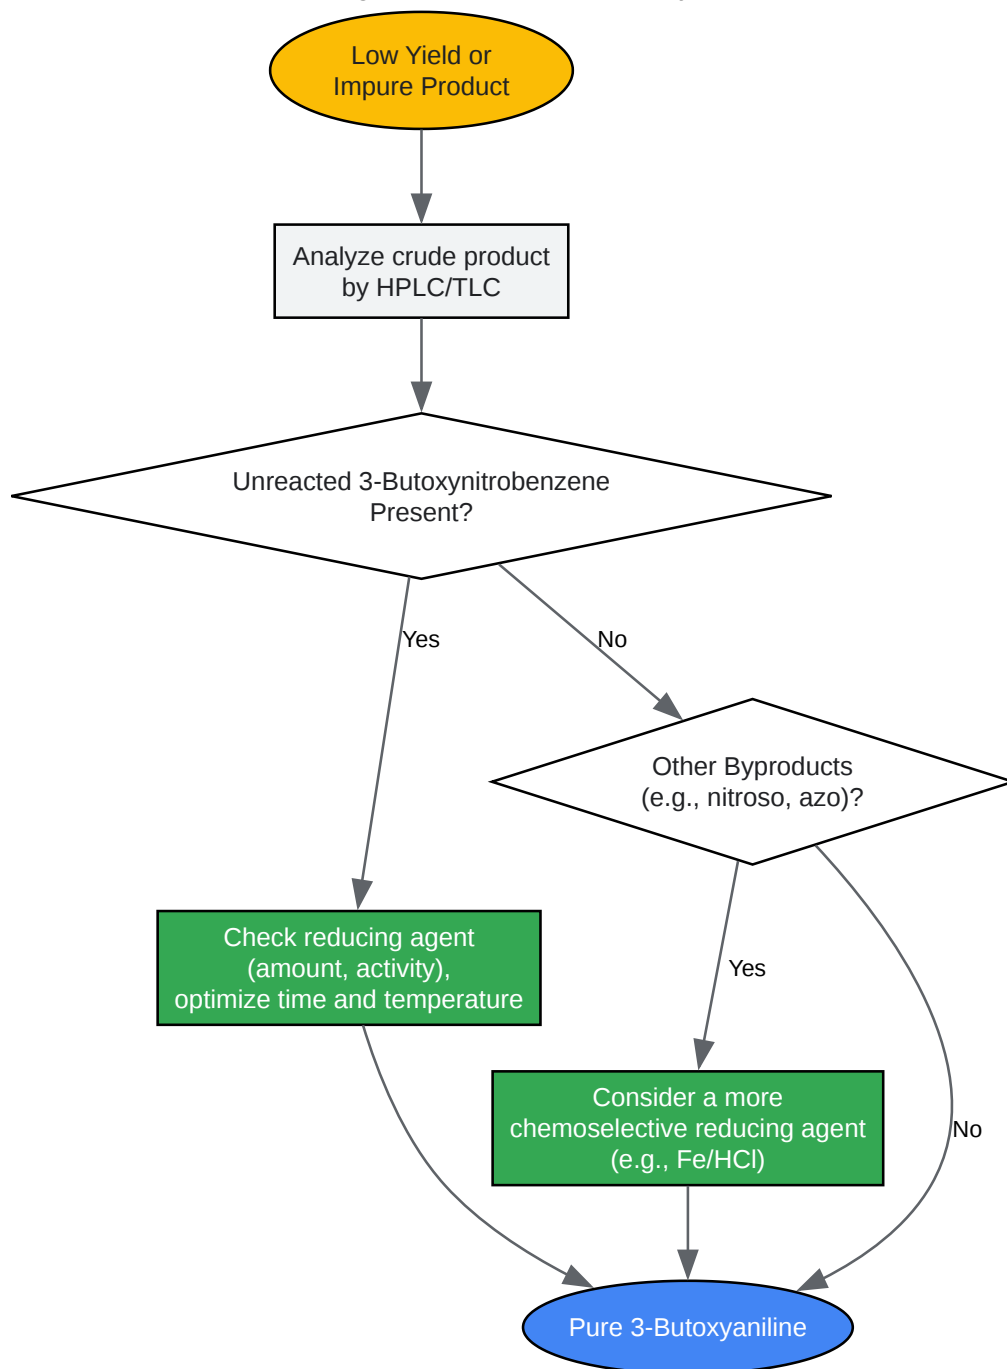 Low Yield or
Impure Product
Analyze crude product
by HPLC/TLC
Unreacted 3-Butoxynitrobenzene
Present?
Yes
No
Other Byproducts
(e.g., nitroso, azo)?
Check reducing agent
(amount, activity),
optimize time and temperature
Yes
Consider a more
chemoselective reducing agent
(e.g., Fe/HCl)
No
Pure 3-Butoxyaniline